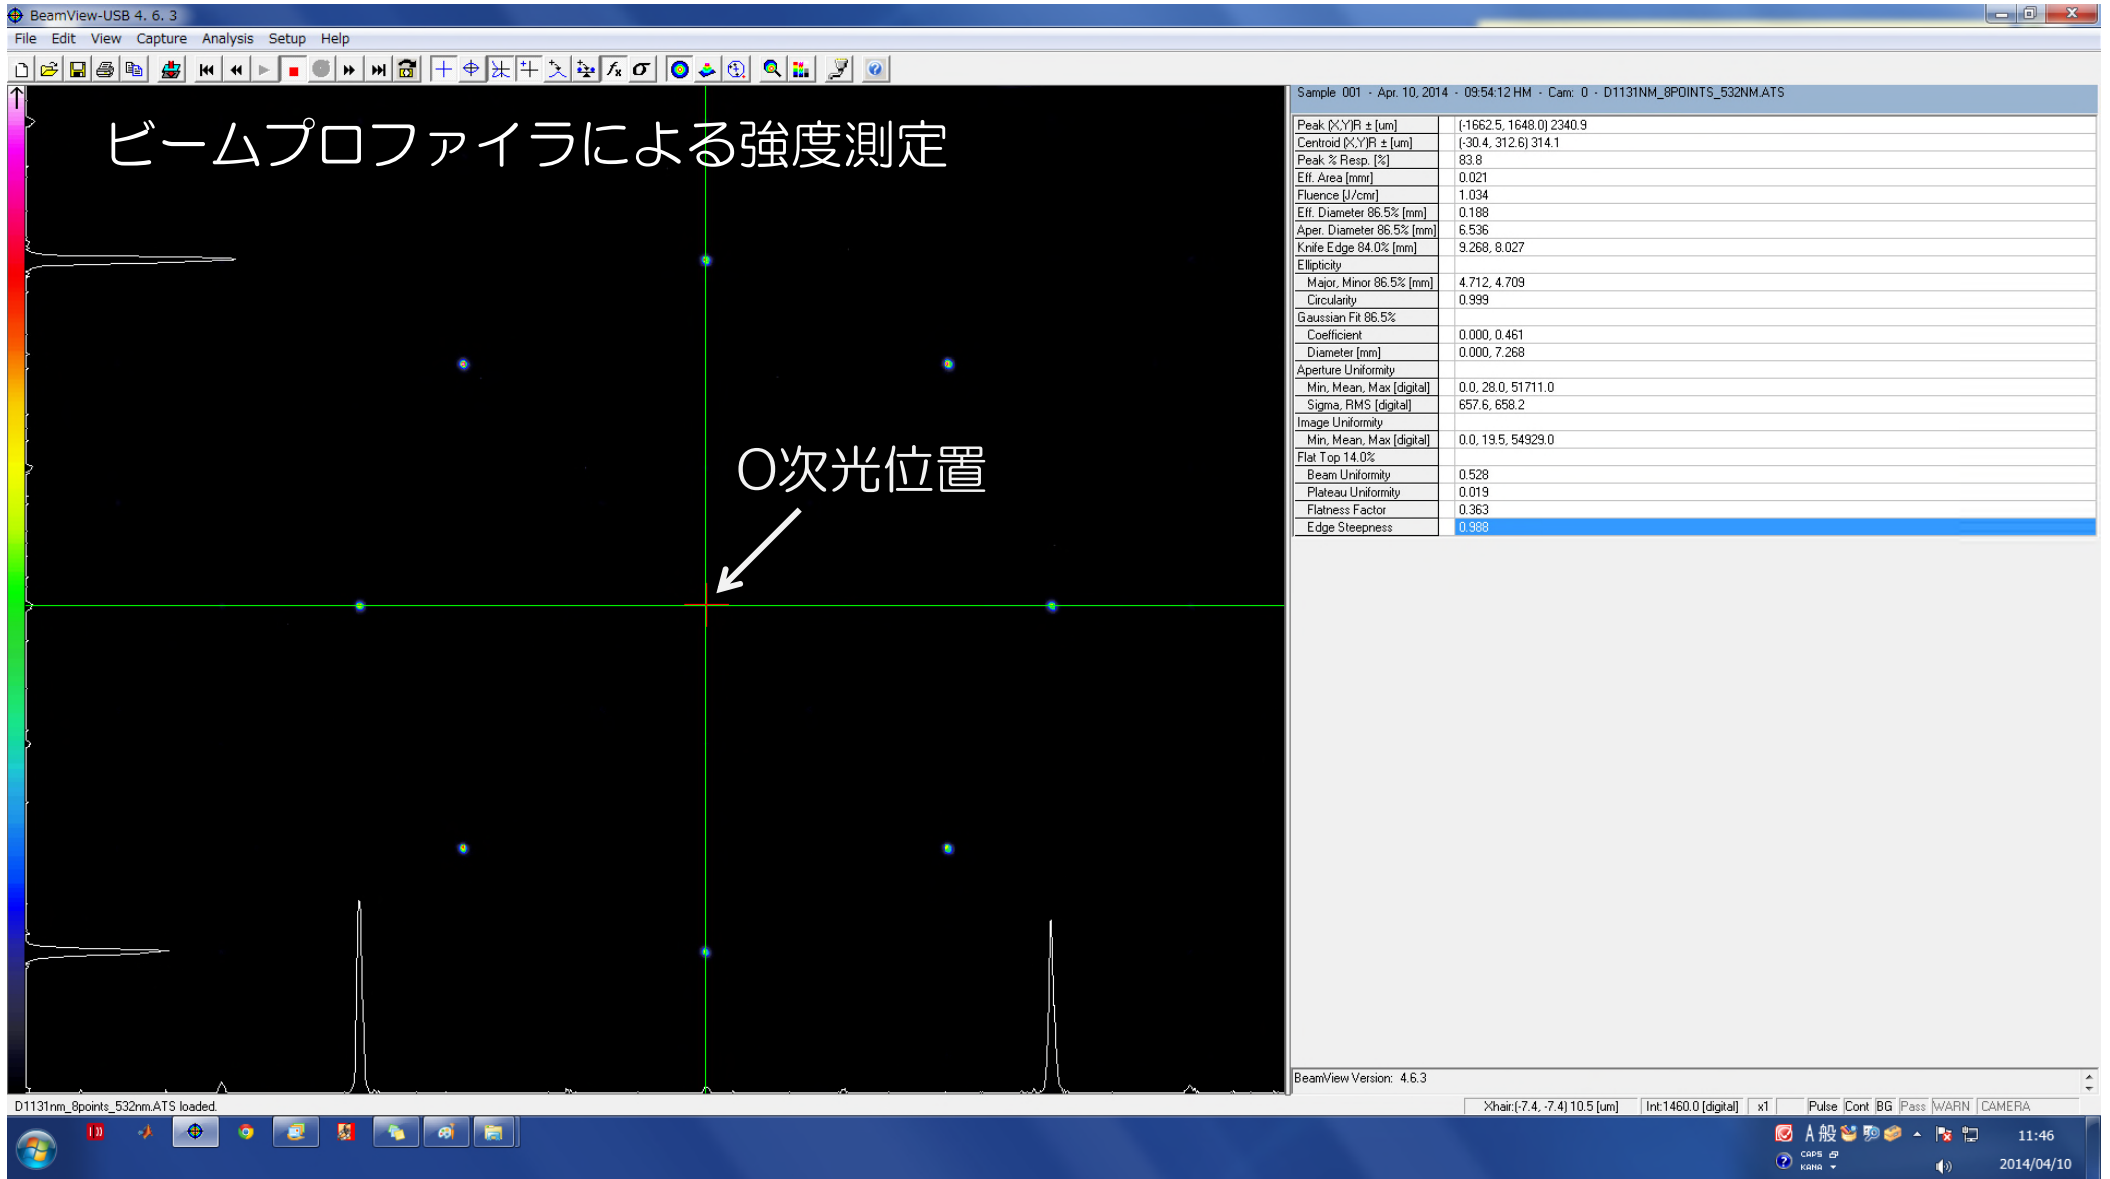 BeamView-USB 4. 6. 3
File Edit View Capture Analysis Setup Help
ビームプロファイラによる強度測定
0次光位置
Sample 001 - Apr. 10, 2014 - 09:54:12 HM - Cam: 0 - D1131NM_8POINTS_532NM.ATS
Peak (X,Y)R ± [um] (-1662.5, 1648.0) 2340.9
Centroid (X,Y)R ± [um] (-30.4, 312.6) 314.1
Peak % Resp. [%] 83.8
Eff. Area [mmr] 0.021
Fluence [J/cmr] 1.034
Eff. Diameter 86.5% [mm] 0.188
Aper. Diameter 86.5% [mm] 6.536
Knife Edge 84.0% [mm] 9.268, 8.027
Ellipticity
Major, Minor 86.5% [mm] 4.712, 4.709
Circularity 0.999
Gaussian Fit 86.5%
Coefficient 0.000, 0.461
Diameter [mm] 0.000, 7.268
Aperture Uniformity
Min, Mean, Max [digital] 0.0, 28.0, 51711.0
Sigma, RMS [digital] 657.6, 658.2
Image Uniformity
Min, Mean, Max [digital] 0.0, 19.5, 54929.0
Flat Top 14.0%
Beam Uniformity 0.528
Plateau Uniformity 0.019
Flatness Factor 0.363
Edge Steepness 0.988
BeamView Version: 4.6.3
D1131nm_8points_532nm.ATS loaded.
Xhair:(-7.4, -7.4) 10.5 [um] Int:1460.0 [digital] x1 Pulse Cont BG Pass WARN CAMERA
A 般
CAPS
KANA
11:46
2014/04/10